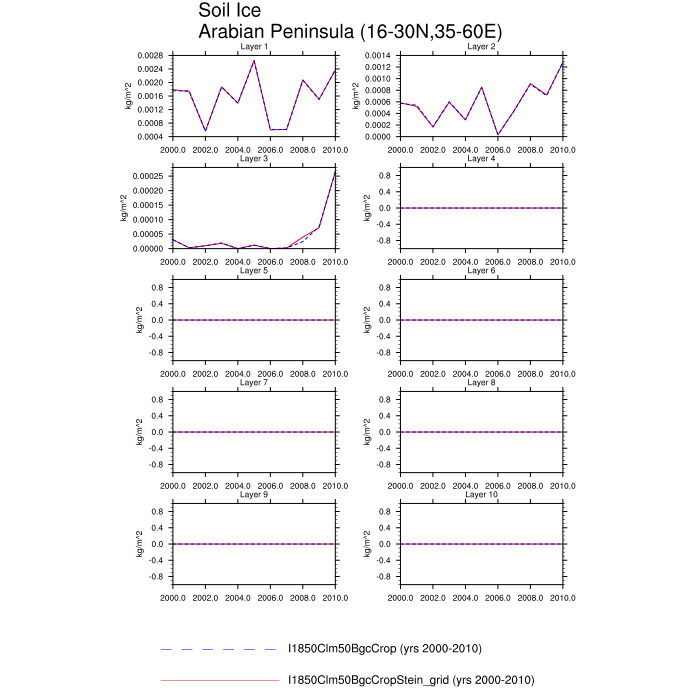 Soil Ice
Arabian Peninsula (16-30N,35-60E)
Layer 1
kg/m^2
0.0028
0.0024
0.0020
0.0016
0.0012
0.0008
0.0004
2000.0 2002.0 2004.0 2006.0 2008.0 2010.0
Layer 2
kg/m^2
0.0014
0.0012
0.0010
0.0008
0.0006
0.0004
0.0002
0.0000
2000.0 2002.0 2004.0 2006.0 2008.0 2010.0
Layer 3
kg/m^2
0.00025
0.00020
0.00015
0.00010
0.00005
0.00000
2000.0 2002.0 2004.0 2006.0 2008.0 2010.0
Layer 4
kg/m^2
0.8
0.4
0.0
-0.4
-0.8
2000.0 2002.0 2004.0 2006.0 2008.0 2010.0
Layer 5
kg/m^2
0.8
0.4
0.0
-0.4
-0.8
2000.0 2002.0 2004.0 2006.0 2008.0 2010.0
Layer 6
kg/m^2
0.8
0.4
0.0
-0.4
-0.8
2000.0 2002.0 2004.0 2006.0 2008.0 2010.0
Layer 7
kg/m^2
0.8
0.4
0.0
-0.4
-0.8
2000.0 2002.0 2004.0 2006.0 2008.0 2010.0
Layer 8
kg/m^2
0.8
0.4
0.0
-0.4
-0.8
2000.0 2002.0 2004.0 2006.0 2008.0 2010.0
Layer 9
kg/m^2
0.8
0.4
0.0
-0.4
-0.8
2000.0 2002.0 2004.0 2006.0 2008.0 2010.0
Layer 10
kg/m^2
0.8
0.4
0.0
-0.4
-0.8
2000.0 2002.0 2004.0 2006.0 2008.0 2010.0
I1850Clm50BgcCrop (yrs 2000-2010)
I1850Clm50BgcCropStein_grid (yrs 2000-2010)